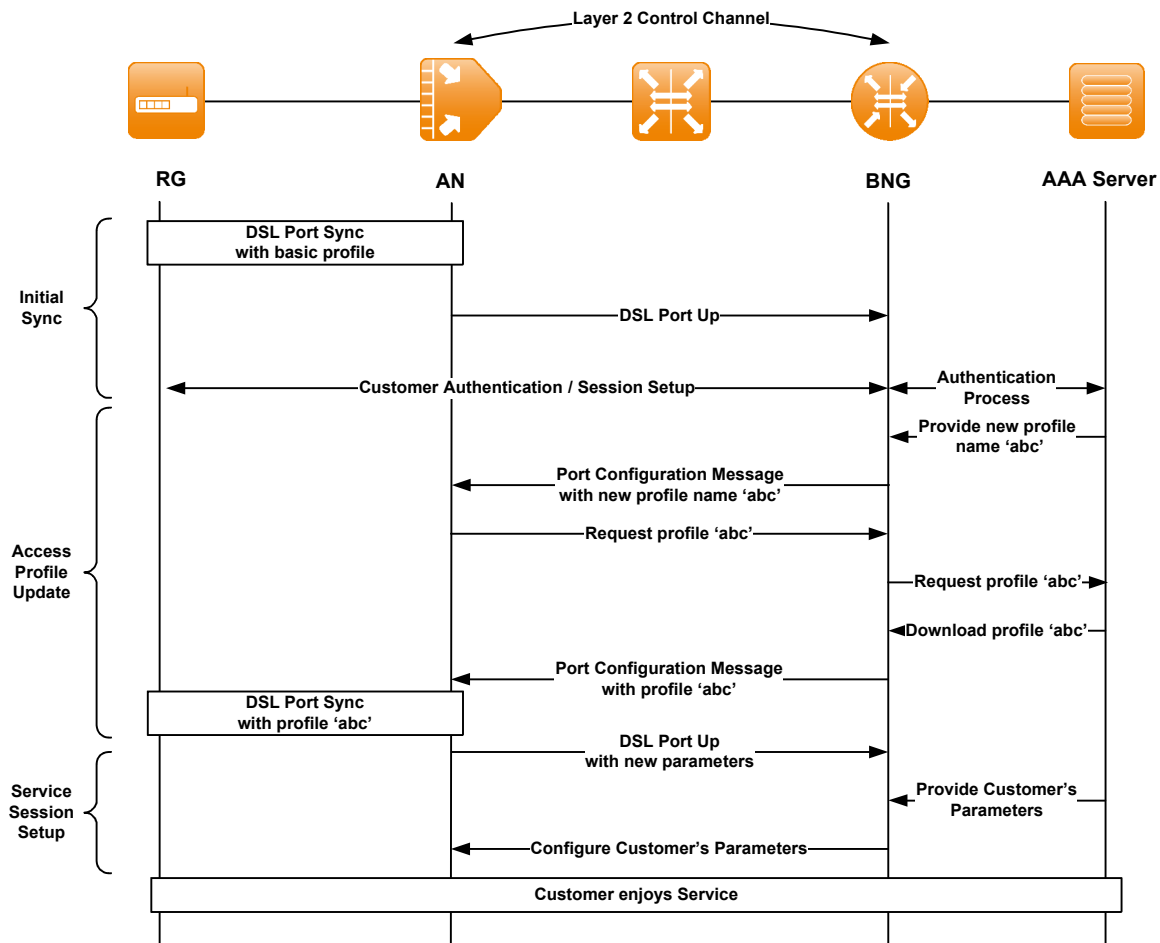 Layer 2 Control Channel
RG
AN
BNG
AAA Server
DSL Port Sync
with basic profile
Initial
Sync
DSL Port Up
Customer Authentication / Session Setup
Authentication
Process
Provide new profile
name ‘abc’
Port Configuration Message
with new profile name ‘abc’
Request profile ‘abc’
Access
Profile
Update
Request profile ‘abc’
Download profile ‘abc’
Port Configuration Message
with profile ‘abc’
DSL Port Sync
with profile ‘abc’
DSL Port Up
with new parameters
Service
Session
Setup
Provide Customer’s
Parameters
Configure Customer’s Parameters
Customer enjoys Service